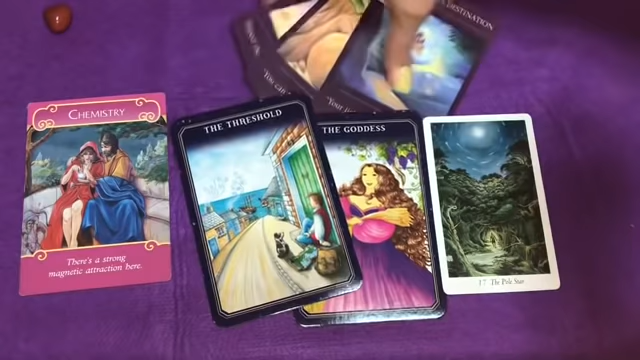 DESTINATION
CHEMISTRY
There's a strong
magnetic attraction here.
THE THRESHOLD
THE GODDESS
17 The Pole Star